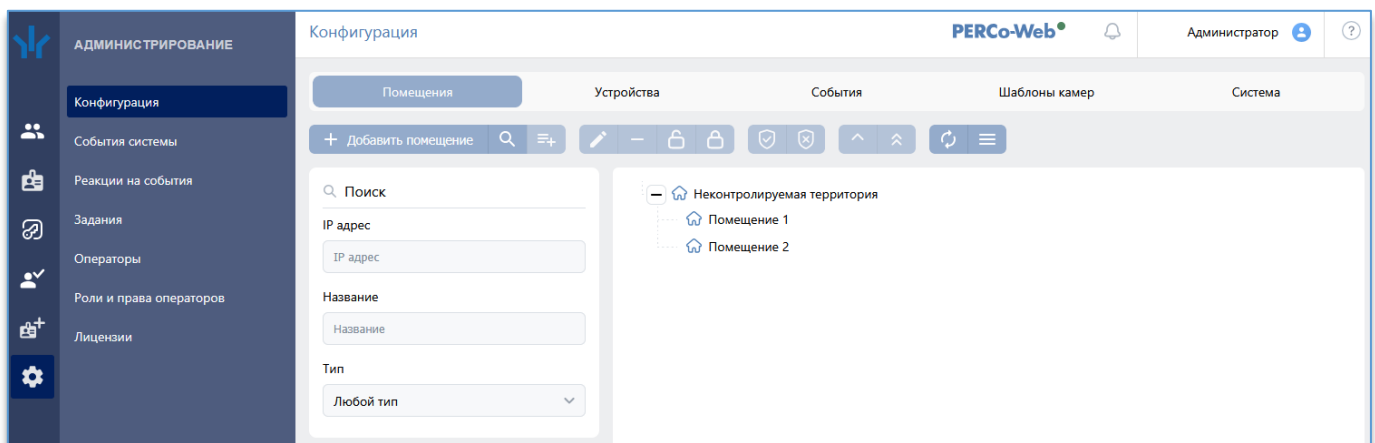 АДМИНИСТРИРОВАНИЕ
Конфигурация
События системы
Реакции на события
Задания
Операторы
Роли и права операторов
Лицензии
Конфигурация
PERCo-Web
Администратор
?
Помещения Устройства События Шаблоны камер Система
+ Добавить помещение
Поиск
IP адрес
IP адрес
Название
Название
Тип
Любой тип
Неконтролируемая территория
Помещение 1
Помещение 2